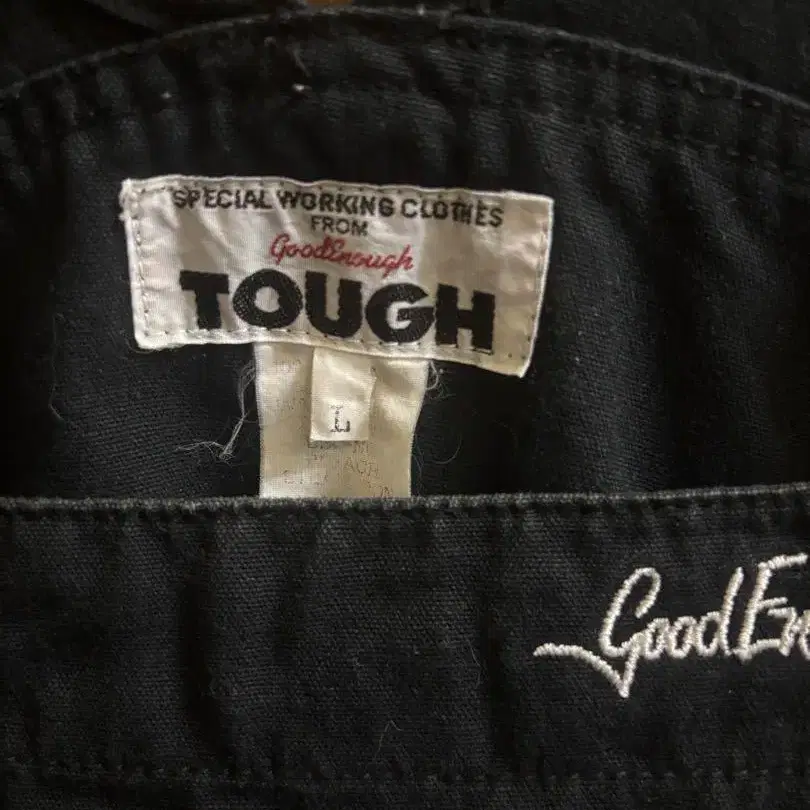 SPECIAL WORKING CLOTHES
FROM
GoodEnough
TOUGH
L
GoodEn